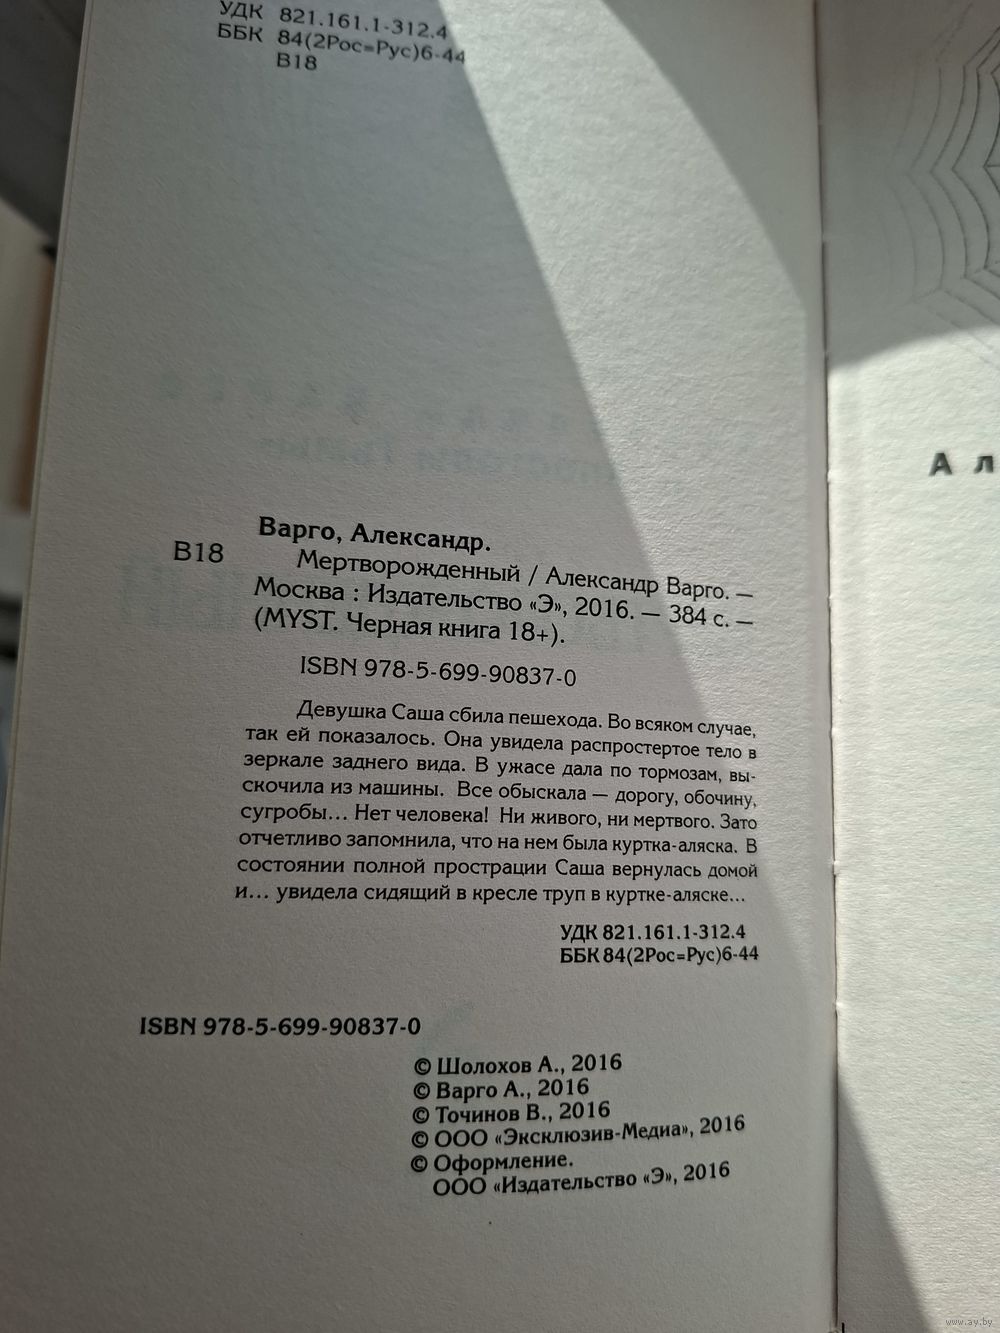 УДК 821.161.1-312.4
ББК 84(2Рос=Рус)6-44
В18
Варго, Александр.
В18 Мертворожденный / Александр Варго. —
Москва : Издательство «Э», 2016. — 384 с. —
(MYST. Черная книга 18+).
ISBN 978-5-699-90837-0
Девушка Саша сбила пешехода. Во всяком случае,
так ей показалось. Она увидела распростертое тело в
зеркале заднего вида. В ужасе дала по тормозам, вы-
скочила из машины. Все обыскала — дорогу, обочину,
сугробы... Нет человека! Ни живого, ни мертвого. Зато
отчетливо запомнила, что на нем была куртка-аляска. В
состоянии полной прострации Саша вернулась домой
и... увидела сидящий в кресле труп в куртке-аляске...
УДК 821.161.1-312.4
ББК 84(2Рос=Рус)6-44
ISBN 978-5-699-90837-0
© Шолохов А., 2016
© Варго А., 2016
© Точинов В., 2016
© ООО «Эксклюзив-Медиа», 2016
© Оформление.
ООО «Издательство «Э», 2016
А л
www.ay.by